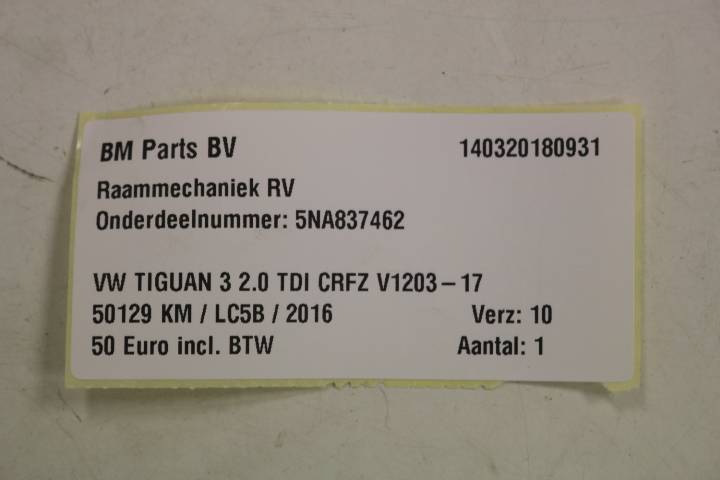 BM Parts BV 140320180931
Raammechaniek RV
Onderdeelnummer: 5NA837462
VW TIGUAN 3 2.0 TDI CRFZ V1203-17
50129 KM / LC5B / 2016 Verz: 10
50 Euro incl. BTW Aantal: 1